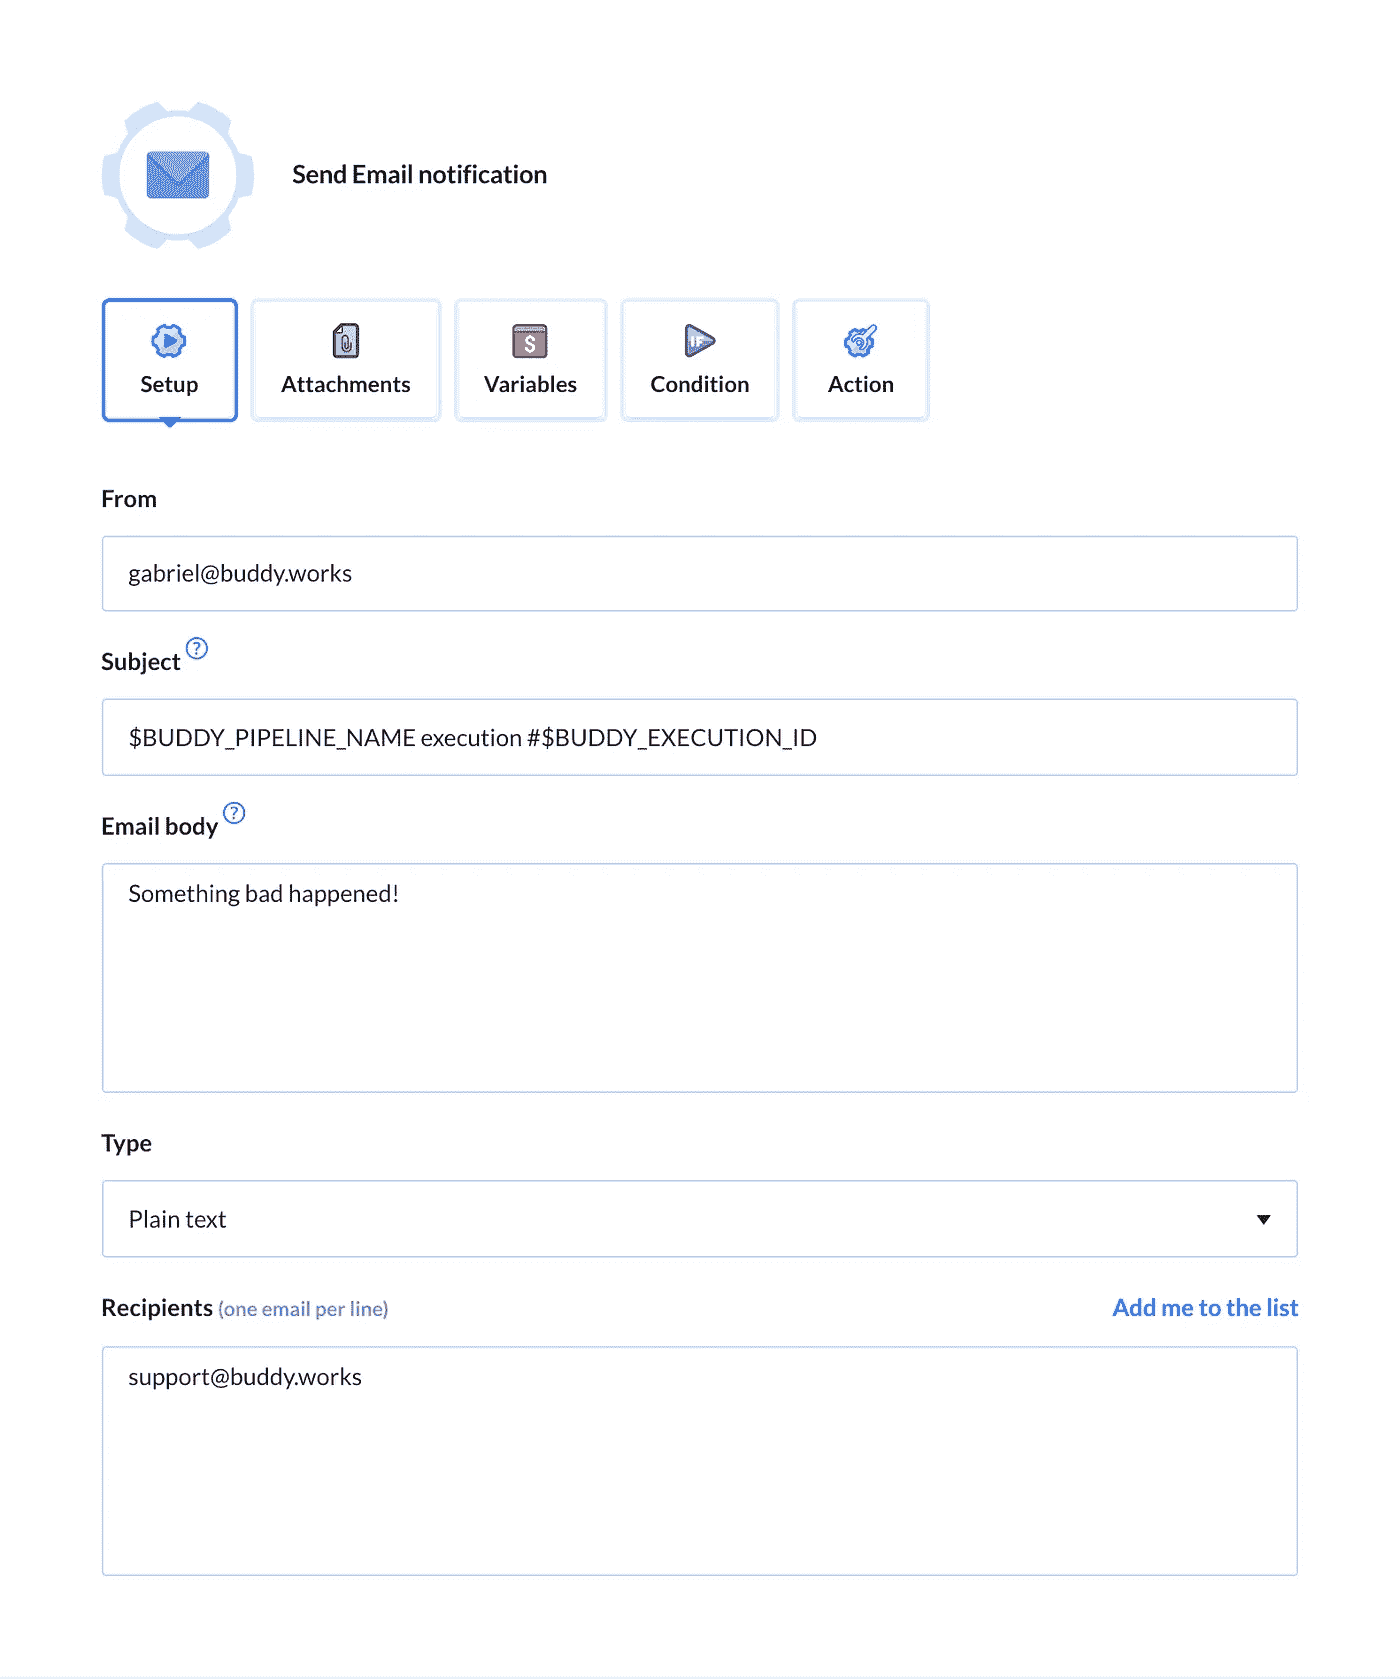 Send Email notification
Setup
Attachments
$
Variables
IF
Condition
Action
From
gabriel@buddy.works
Subject ?
$BUDDY_PIPELINE_NAME execution #$BUDDY_EXECUTION_ID
Email body ?
Something bad happened!
Type
Plain text
Recipients (one email per line)
Add me to the list
support@buddy.works